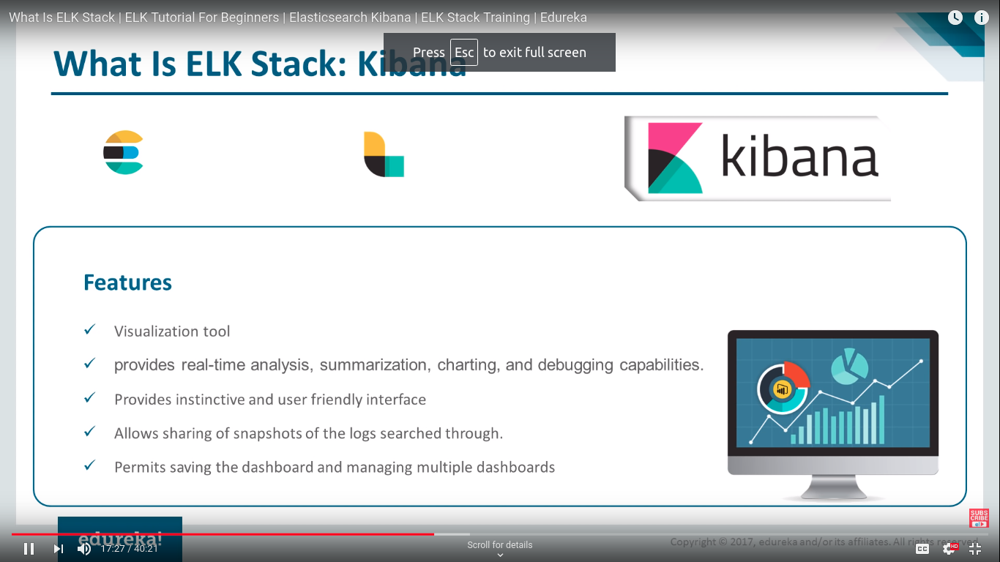 What Is ELK Stack | ELK Tutorial For Beginners | Elasticsearch Kibana | ELK Stack Training | Edureka
Press Esc to exit full screen
What Is ELK Stack: Kibana
kibana
Features
Visualization tool
provides real-time analysis, summarization, charting, and debugging capabilities.
Provides instinctive and user friendly interface
Allows sharing of snapshots of the logs searched through.
Permits saving the dashboard and managing multiple dashboards
SUBS
CRIBE
edureka!
17:27 / 40:21
Scroll for details
Copyright © 2017, edureka and/or its affiliates. All rights reserved.
CC
HD